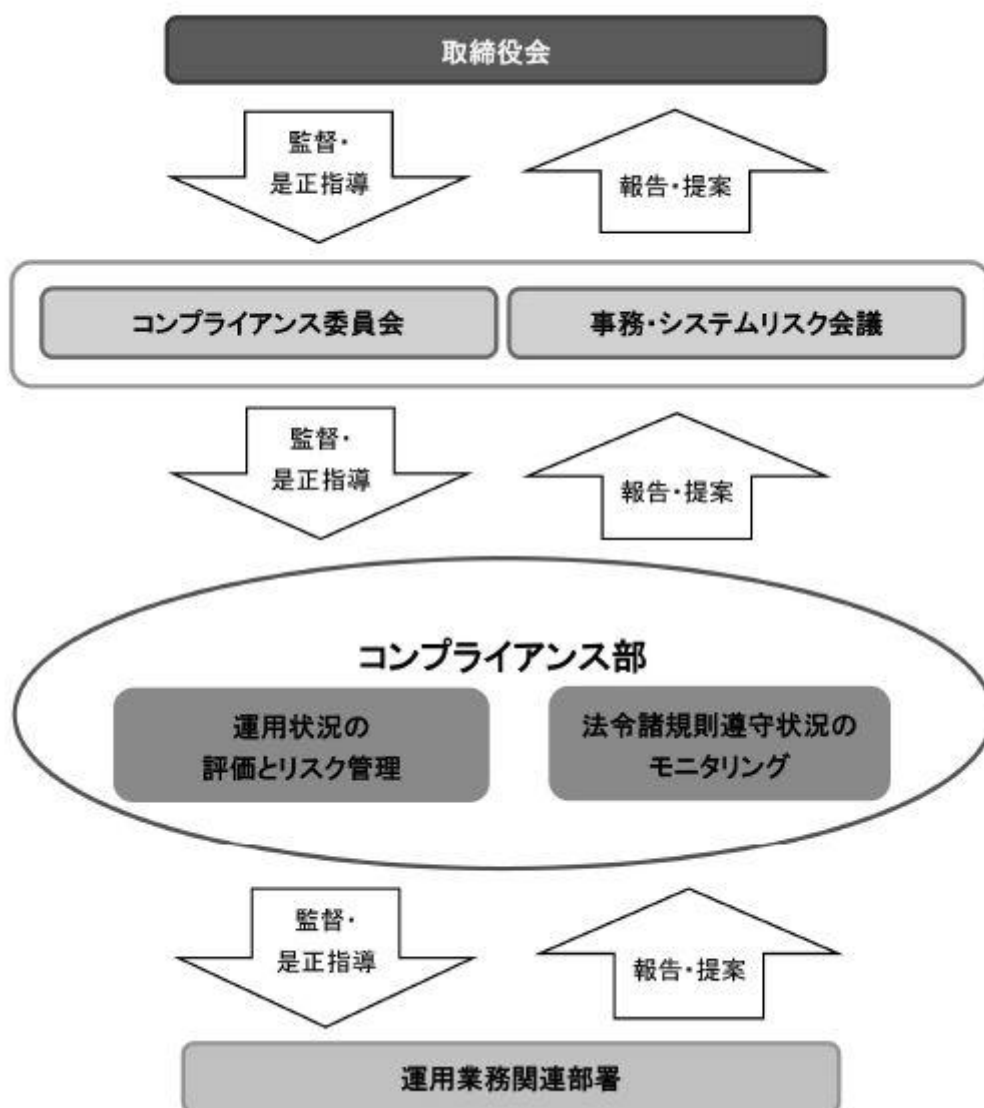 取締役会
監督・
是正指導
報告・提案
コンプライアンス委員会
事務・システムリスク会議
監督・
是正指導
報告・提案
コンプライアンス部
運用状況の
評価とリスク管理
法令諸規則遵守状況の
モニタリング
監督・
是正指導
報告・提案
運用業務関連部署